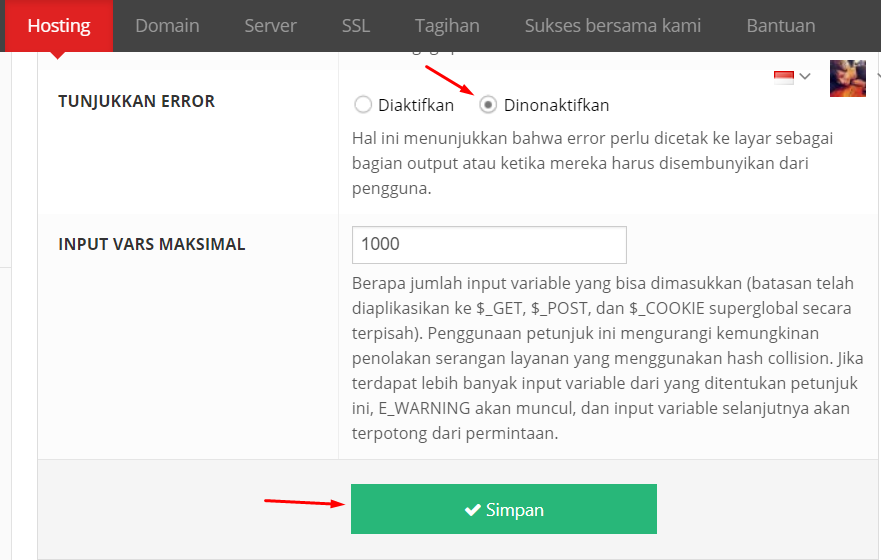 Hosting Domain Server SSL Tagihan Sukses bersama kami Bantuan
TUNJUKKAN ERROR
Diaktifkan Dinonaktifkan
Hal ini menunjukkan bahwa error perlu dicetak ke layar sebagai
bagian output atau ketika mereka harus disembunyikan dari
pengguna.
INPUT VARS MAKSIMAL
1000
Berapa jumlah input variable yang bisa dimasukkan (batasan telah
diaplikasikan ke $_GET, $_POST, dan $_COOKIE superglobal secara
terpisah). Penggunaan petunjuk ini mengurangi kemungkinan
penolakan serangan layanan yang menggunakan hash collision. Jika
terdapat lebih banyak input variable dari yang ditentukan petunjuk
ini, E_WARNING akan muncul, dan input variable selanjutnya akan
terpotong dari permintaan.
Simpan